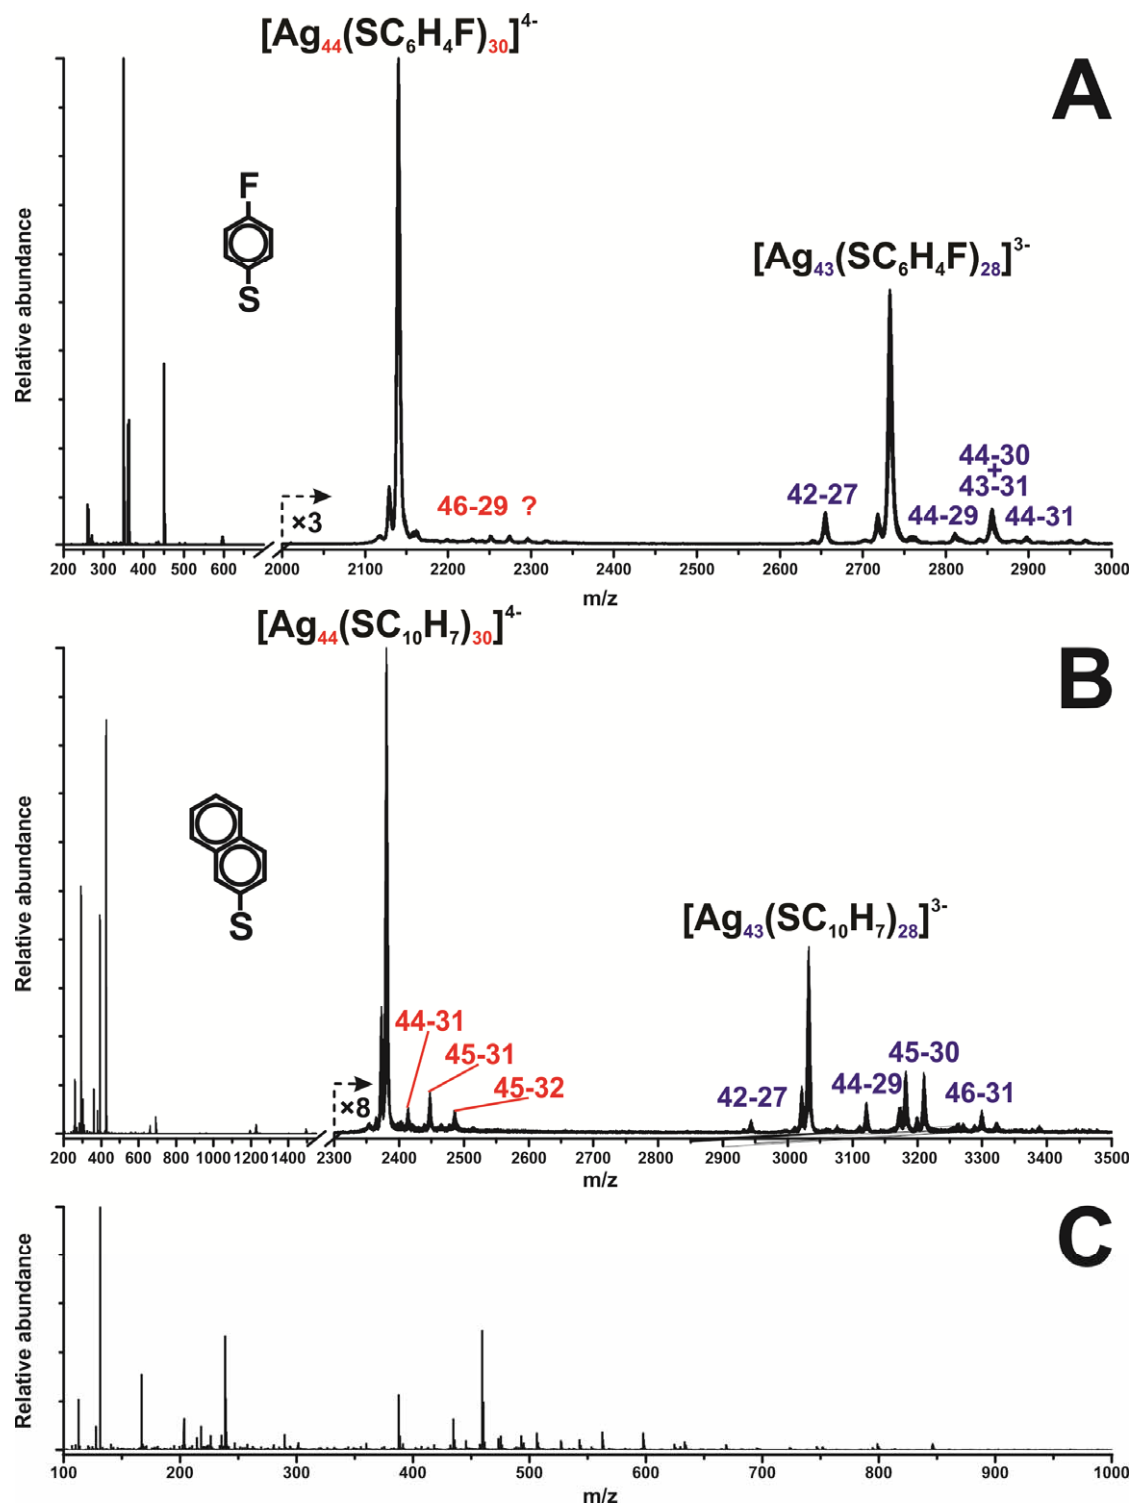 [Ag44(SC6H4F)30]4-
A
F
S
[Ag43(SC6H4F)28]3-
Relative abundance
×3
46-29 ?
42-27
44-29
44-30
+
43-31
44-31
200 300 400 500 600 2000 2100 2200 2300 2400 2500 2600 2700 2800 2900 3000
m/z
[Ag44(SC10H7)30]4-
B
S
[Ag43(SC10H7)28]3-
Relative abundance
×8
44-31
45-31
45-32
42-27
44-29
45-30
46-31
200 400 600 800 1000 1200 1400 2300 2400 2500 2600 2700 2800 2900 3000 3100 3200 3300 3400 3500
m/z
C
Relative abundance
100 200 300 400 500 600 700 800 900 1000
m/z